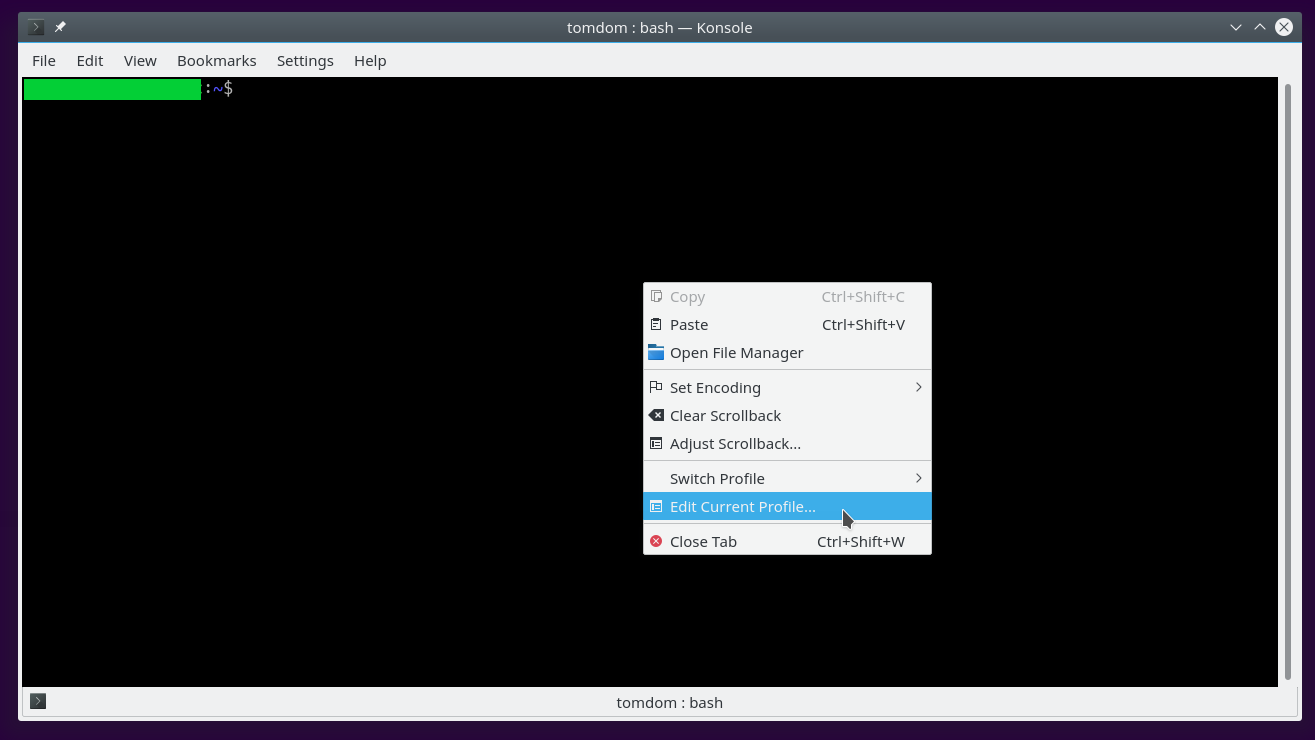 tomdom : bash — Konsole
File Edit View Bookmarks Settings Help
:~$
Copy Ctrl+Shift+C
Paste Ctrl+Shift+V
Open File Manager
Set Encoding
Clear Scrollback
Adjust Scrollback...
Switch Profile
Edit Current Profile...
Close Tab Ctrl+Shift+W
tomdom : bash